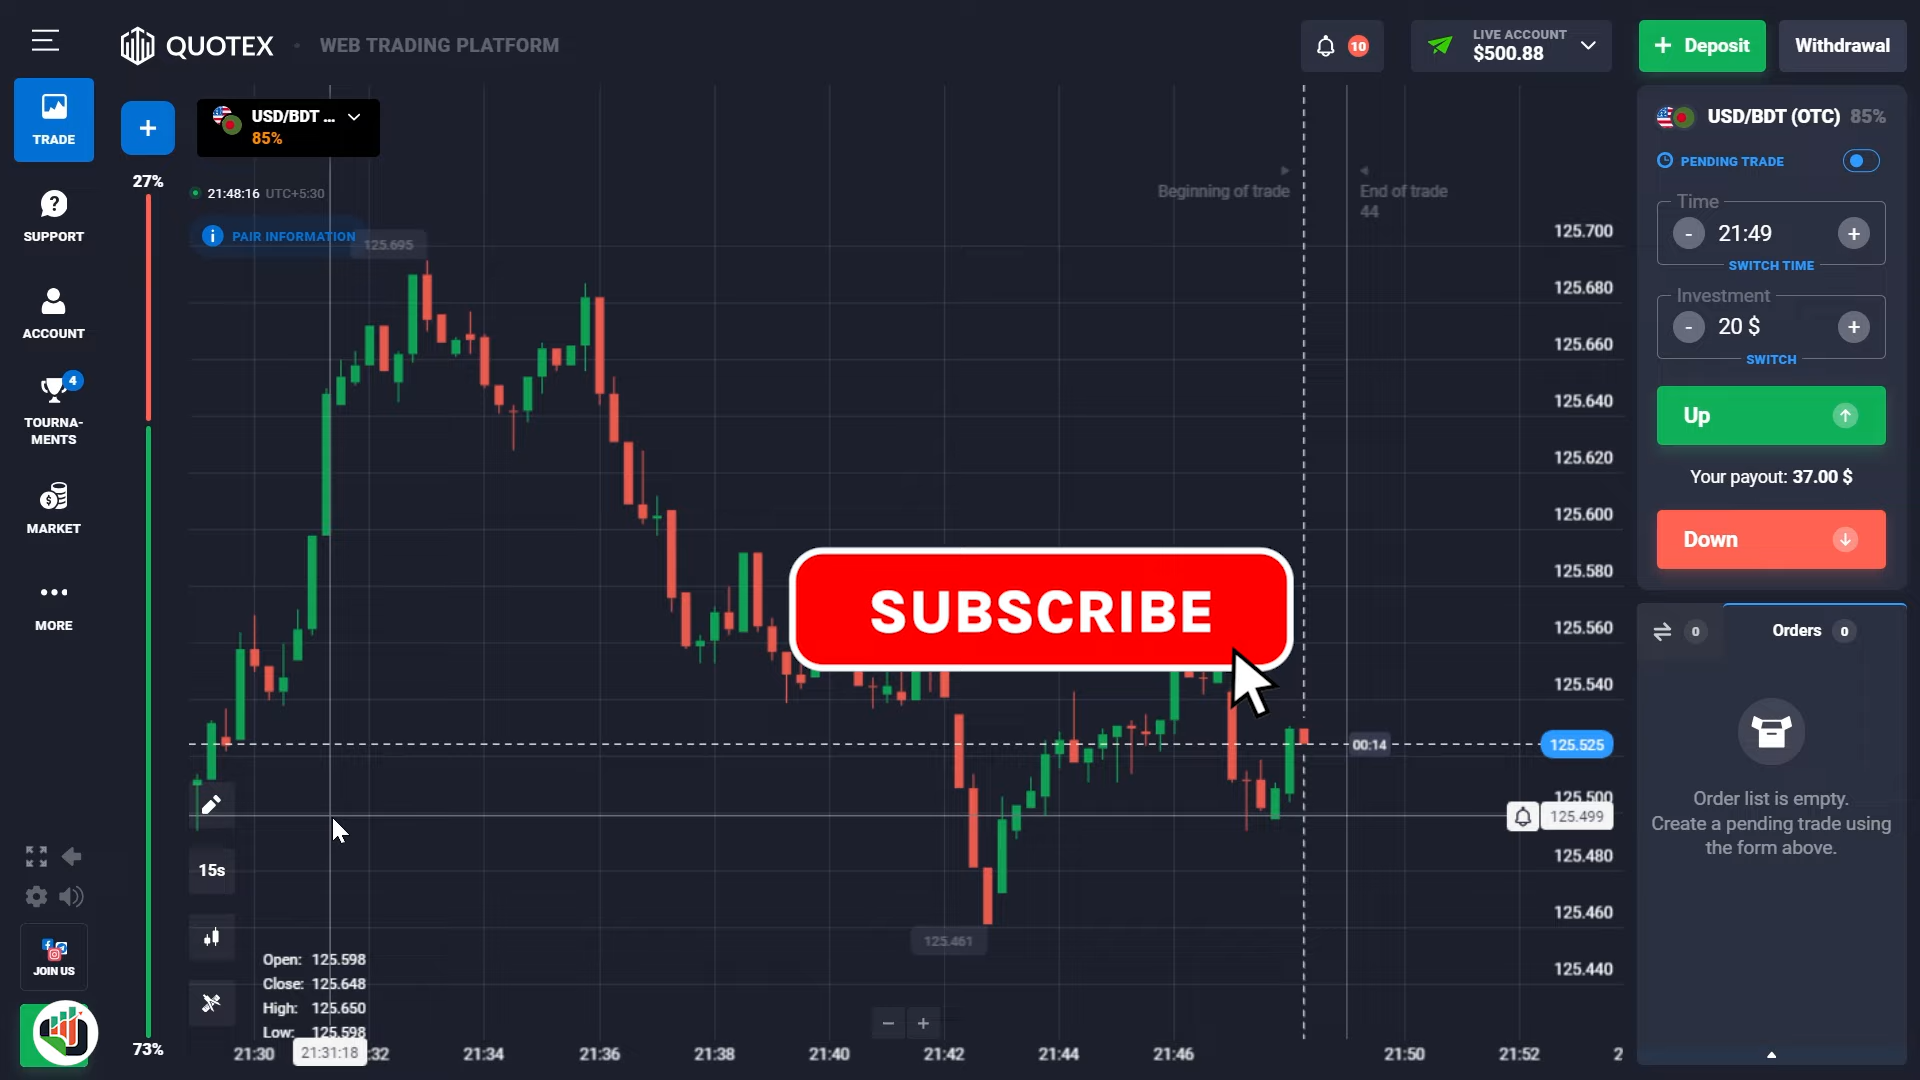 QUOTEX
WEB TRADING PLATFORM
10
LIVE ACCOUNT
$500.88
+ Deposit
Withdrawal
TRADE
+
USD/BDT ...
85%
27%
21:48:16 UTC+5:30
PAIR INFORMATION
125.695
Beginning of trade
End of trade
44
SUPPORT
ACCOUNT
4
TOURNA-
MENTS
MARKET
MORE
JOIN US
73%
15s
Open: 125.598
Close: 125.648
High: 125.650
Low: 125.598
SUBSCRIBE
125.461
00:14
125.700
125.680
125.660
125.640
125.620
125.600
125.580
125.560
125.540
125.525
125.500
125.499
125.480
125.460
125.440
21:30
21:31:18
:32
21:34
21:36
21:38
21:40
21:42
21:44
21:46
21:50
21:52
2
USD/BDT (OTC) 85%
PENDING TRADE
Time
- 21:49 +
SWITCH TIME
Investment
- 20 $ +
SWITCH
Up
Your payout: 37.00 $
Down
0
Orders 0
Order list is empty.
Create a pending trade using
the form above.